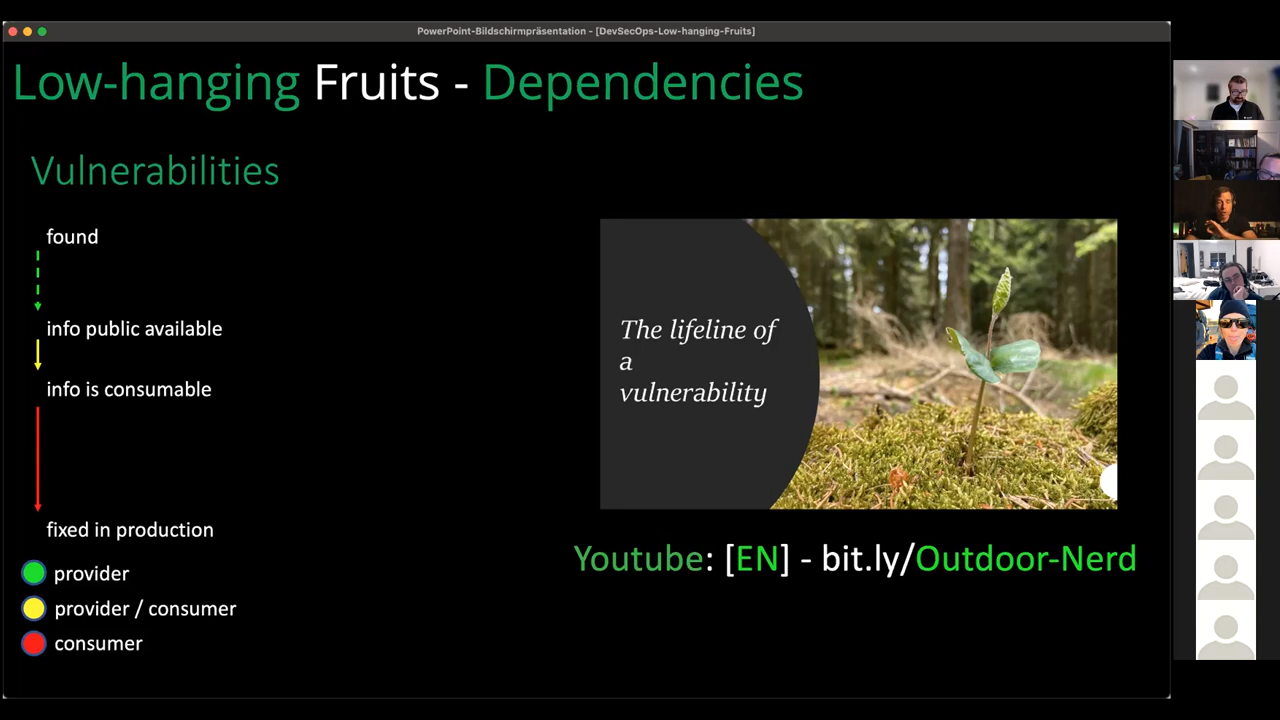 PowerPoint-Bildschirmpräsentation - [DevSecOps-Low-hanging-Fruits]
Low-hanging Fruits - Dependencies
Vulnerabilities
found
info public available
info is consumable
fixed in production
provider
provider / consumer
consumer
The lifeline of
a
vulnerability
Youtube: [EN] - bit.ly/Outdoor-Nerd